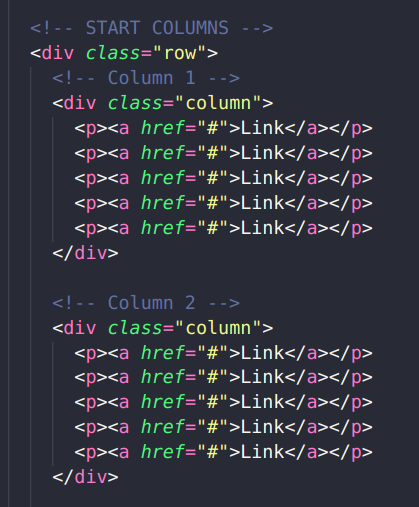 <!-- START COLUMNS -->
<div class="row">
<!-- Column 1 -->
<div class="column">
<p><a href="#">Link</a></p>
<p><a href="#">Link</a></p>
<p><a href="#">Link</a></p>
<p><a href="#">Link</a></p>
<p><a href="#">Link</a></p>
</div>
<!-- Column 2 -->
<div class="column">
<p><a href="#">Link</a></p>
<p><a href="#">Link</a></p>
<p><a href="#">Link</a></p>
<p><a href="#">Link</a></p>
<p><a href="#">Link</a></p>
</div>